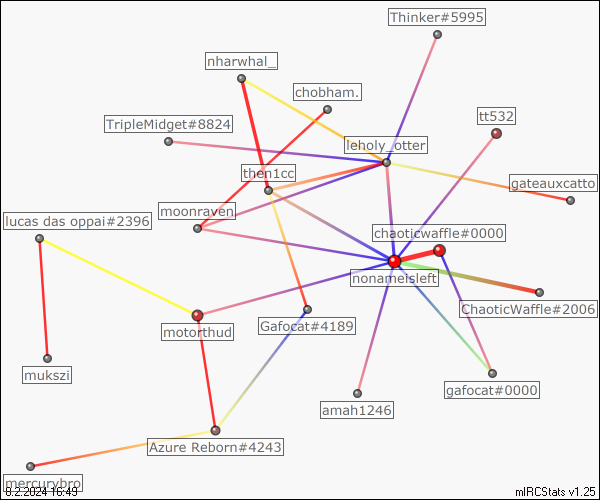 Thinker#5995
nharwhal_
chobham.
TripleMidget#8824
tt532
leholy_otter
then1cc
gateauxcatto
moonraven
lucas das oppai#2396
chaoticwaffle#0000
nonameisleft
ChaoticWaffle#2006
Gafocat#4189
motorthud
mukszi
gafocat#0000
amah1246
Azure Reborn#4243
mercurybro
8.2.2024 16:49
mIRCStats v1.25